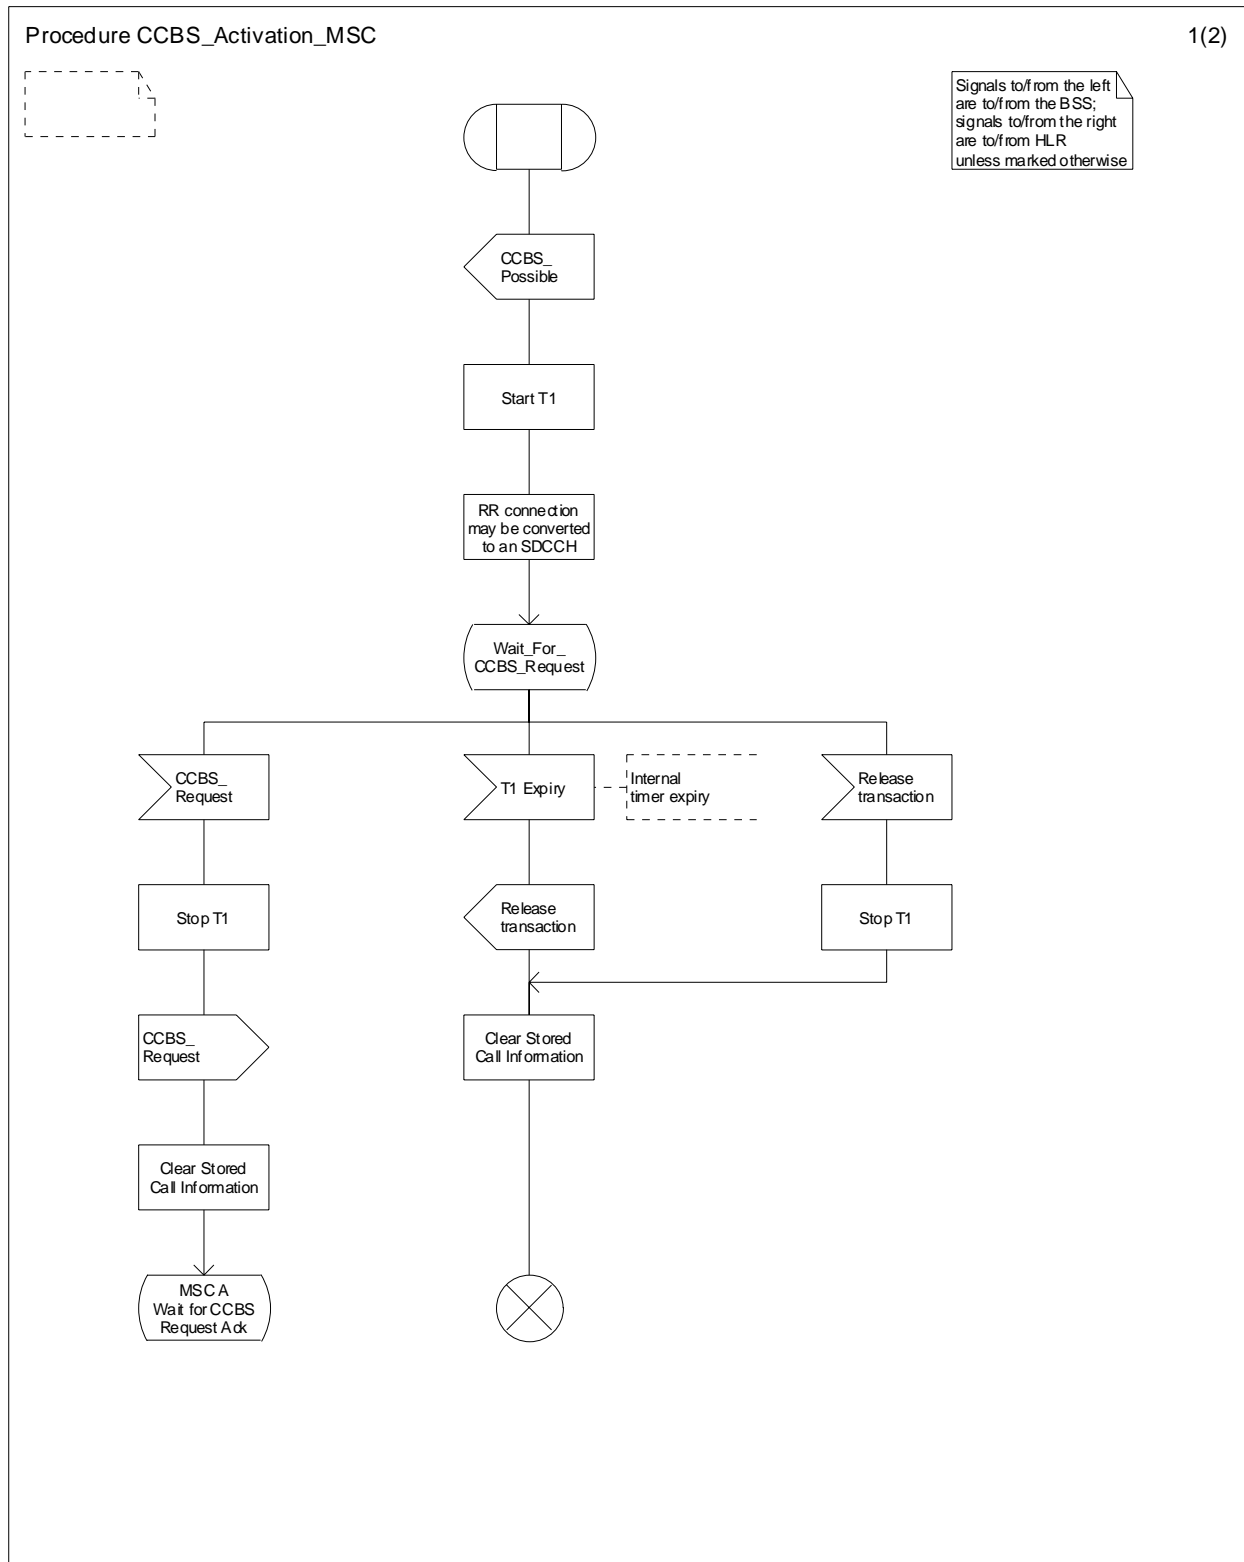 Procedure CCBS_Activation_MSC
1(2)
Signals to/from the left
are to/from the BSS;
signals to/from the right
are to/from HLR
unless marked otherwise
CCBS_
Possible
Start T1
RR connection
may be converted
to an SDCCH
Wait_For_
CCBS_Request
CCBS_
Request
T1 Expiry
Internal
timer expiry
Release
transaction
Stop T1
Release
transaction
Stop T1
CCBS_
Request
Clear Stored
Call Information
Clear Stored
Call Information
MSC A
Wait for CCBS
Request Ack